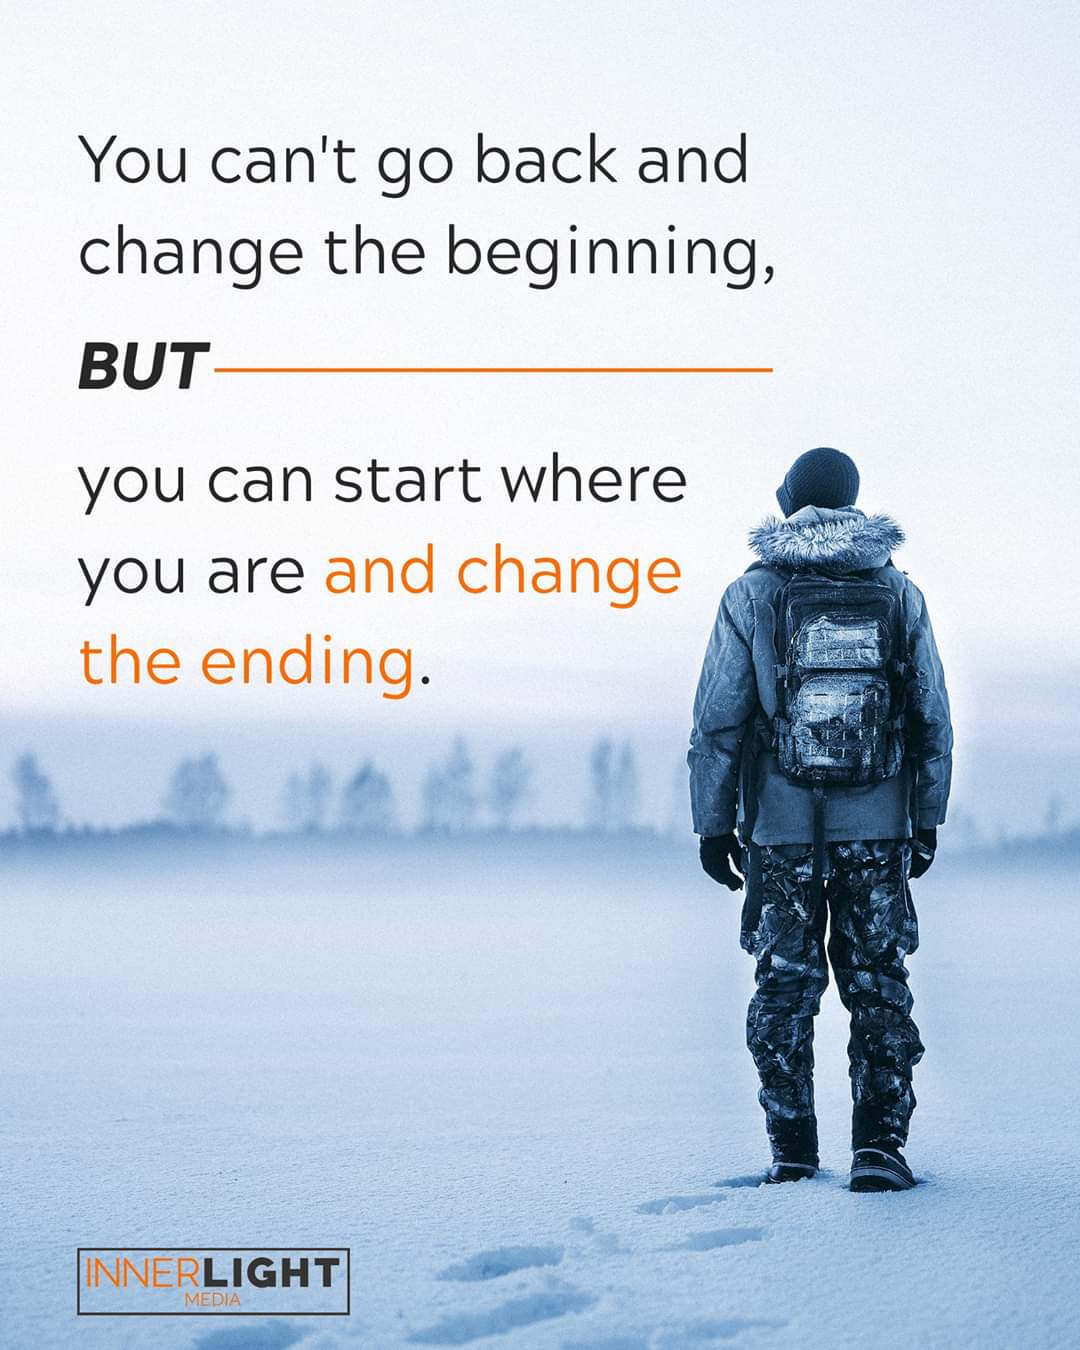 You can't go back and
change the beginning,
BUT
you can start where
you are and change
the ending.
INNERLIGHT
MEDIA